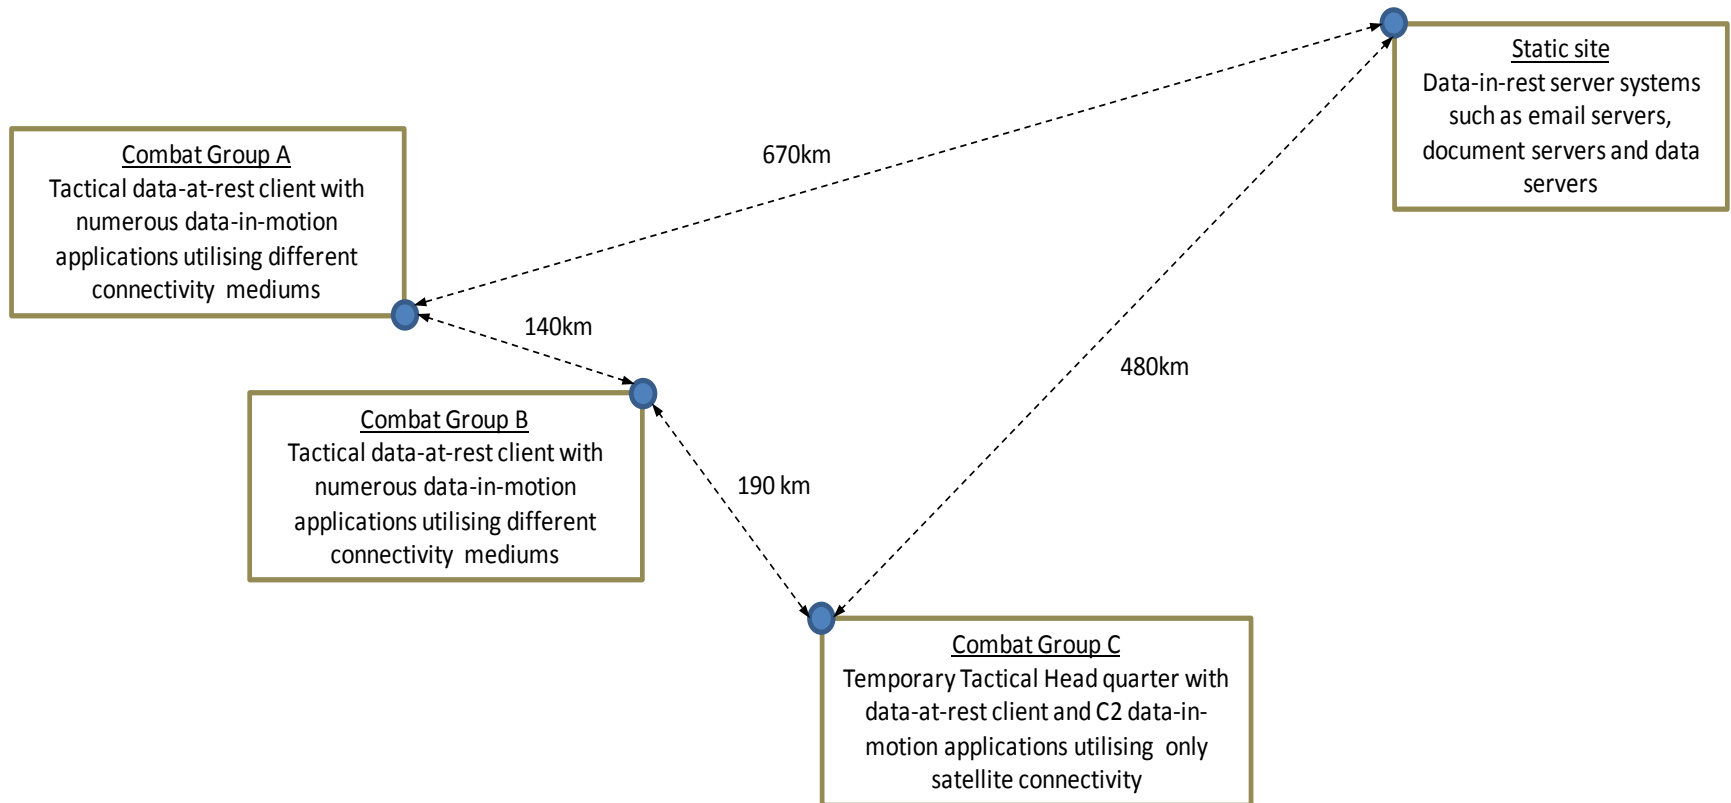 Static site
Data-in-rest server systems
such as email servers,
document servers and data
servers
Combat Group A
Tactical data-at-rest client with
numerous data-in-motion
applications utilising different
connectivity mediums
670km
140km
480km
Combat Group B
Tactical data-at-rest client with
numerous data-in-motion
applications utilising different
connectivity mediums
190 km
Combat Group C
Temporary Tactical Head quarter with
data-at-rest client and C2 data-in-
motion applications utilising only
satellite connectivity